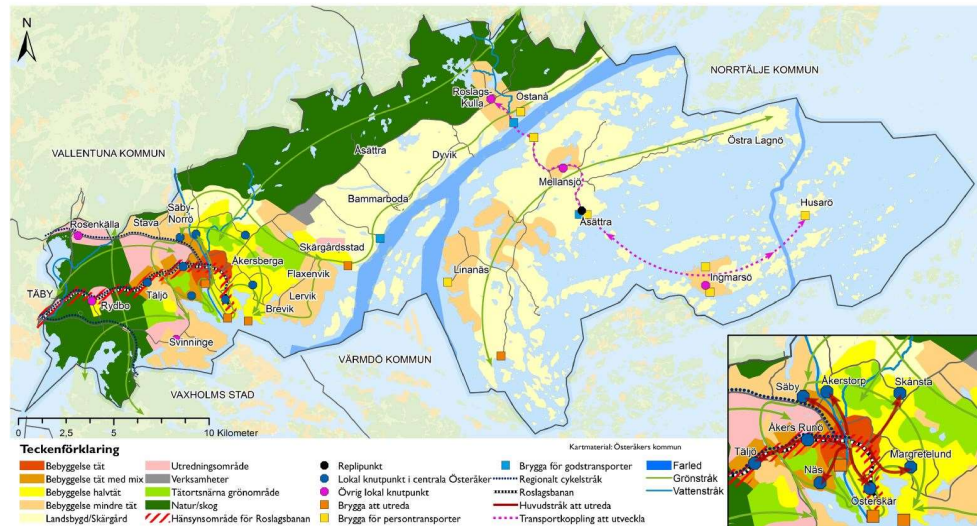 N
NORRTÄLJE KOMMUN
Roslags-
Kulla
Ostanå
VALLENTUNA KOMMUN
Åsättra
Dyvik
Östra Lagnö
Mellansjö
Bammarboda
Säby-
Norrö
Stava
Rosenkälla
Husarö
Åsättra
Skärgårdsstad
Åkersberga
Linanäs
Flaxenvik
Ingmarsö
TÄBY
Täljö
Lervik
Rydbo
Brevik
Svinninge
VÄRMDÖ KOMMUN
VAXHOLMS STAD
0 2,5 5 10 Kilometer
Kartmaterial: Österåkers kommun
Säby
Åkerstorp
Skånsta
Åkers Runö
Täljö
Margretelund
Näs
Österskär
Teckenförklaring
Bebyggelse tät
Bebyggelse tät med mix
Bebyggelse halvtät
Bebyggelse mindre tät
Landsbygd/Skärgård
Utredningsområde
Verksamheter
Tätortsnärna grönområde
Natur/skog
Hänsynsområde för Roslagsbanan
Replipunkt
Lokal knutpunkt i centrala Österåker
Övrig lokal knutpunkt
Brygga att utreda
Brygga för persontransporter
Brygga för godstransporter
Regionalt cykelstråk
Roslagsbanan
Huvudstråk att utreda
Transportkoppling att utveckla
Farled
Grönstråk
Vattenstråk